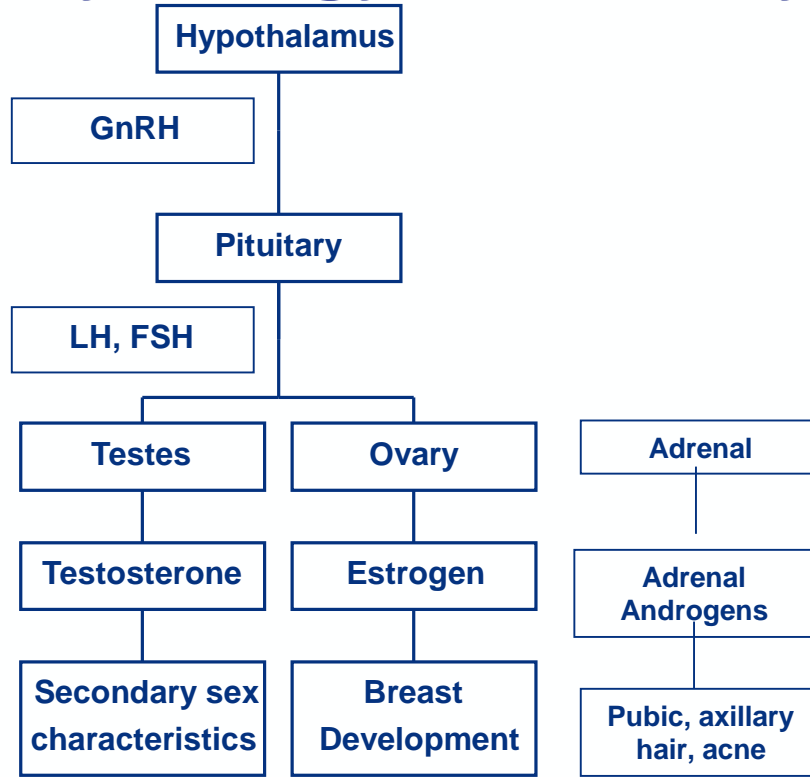 Hypothalamus
GnRH
Pituitary
LH, FSH
Testes
Ovary
Adrenal
Testosterone
Estrogen
Adrenal
Androgens
Secondary sex
characteristics
Breast
Development
Pubic, axillary
hair, acne